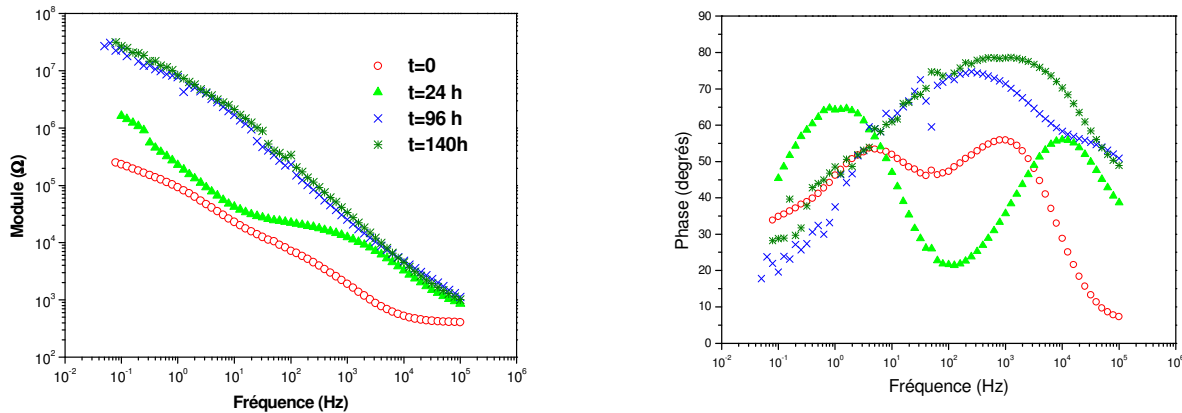 10^8
10^7
10^6
10^5
10^4
10^3
10^2
Module (Ω)
t=0
t=24 h
t=96 h
t=140h
10^-2 10^-1 10^0 10^1 10^2 10^3 10^4 10^5 10^6
Fréquence (Hz)
90
80
70
60
50
40
30
20
10
0
Phase (degrés)
10^-2 10^-1 10^0 10^1 10^2 10^3 10^4 10^5 10^6
Fréquence (Hz)